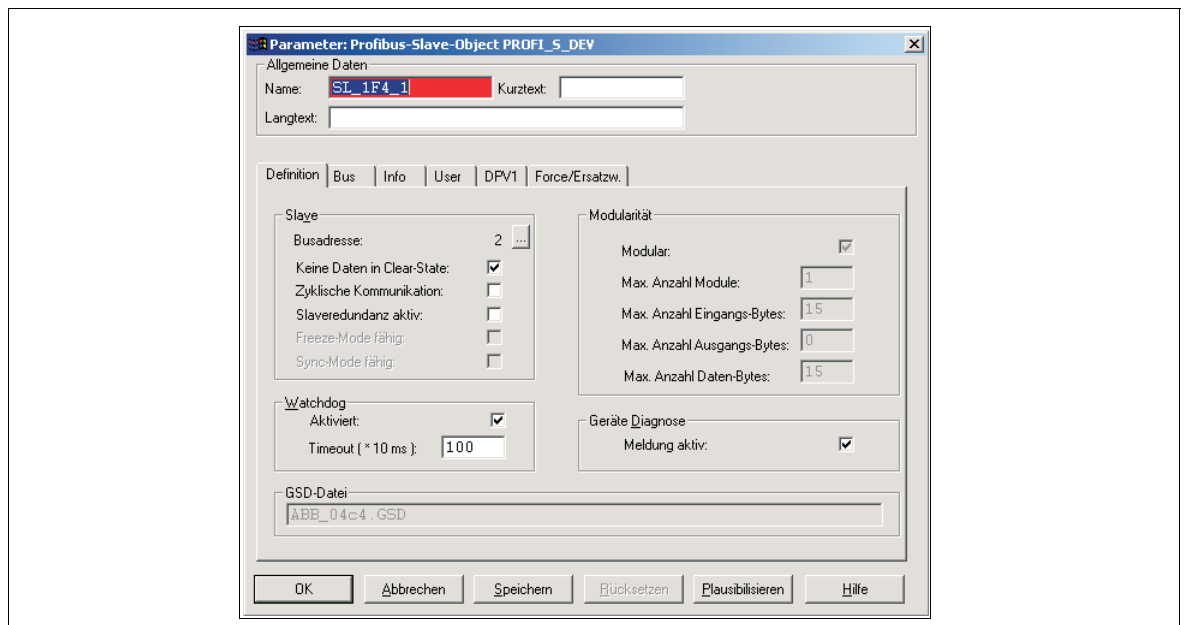 Parameter: Profibus-Slave-Object PROFI_S_DEV
Allgemeine Daten
Name: SL_1F4_1 Kurztext:
Langtext:
Definition Bus Info User DPV1 Force/Ersatzw.
Slave
Busadresse: 2 ...
Keine Daten in Clear-State:
Zyklische Kommunikation:
Slaveredundanz aktiv:
Freeze-Mode fähig:
Sync-Mode fähig:
Modularität
Modular:
Max. Anzahl Module: 1
Max. Anzahl Eingangs-Bytes: 15
Max. Anzahl Ausgangs-Bytes: 0
Max. Anzahl Daten-Bytes: 15
Watchdog
Aktiviert:
Timeout ( * 10 ms ): 100
Geräte Diagnose
Meldung aktiv:
GSD-Datei
ABB_04c4.GSD
OK Abbrechen Speichern Rücksetzen Plausibilisieren Hilfe